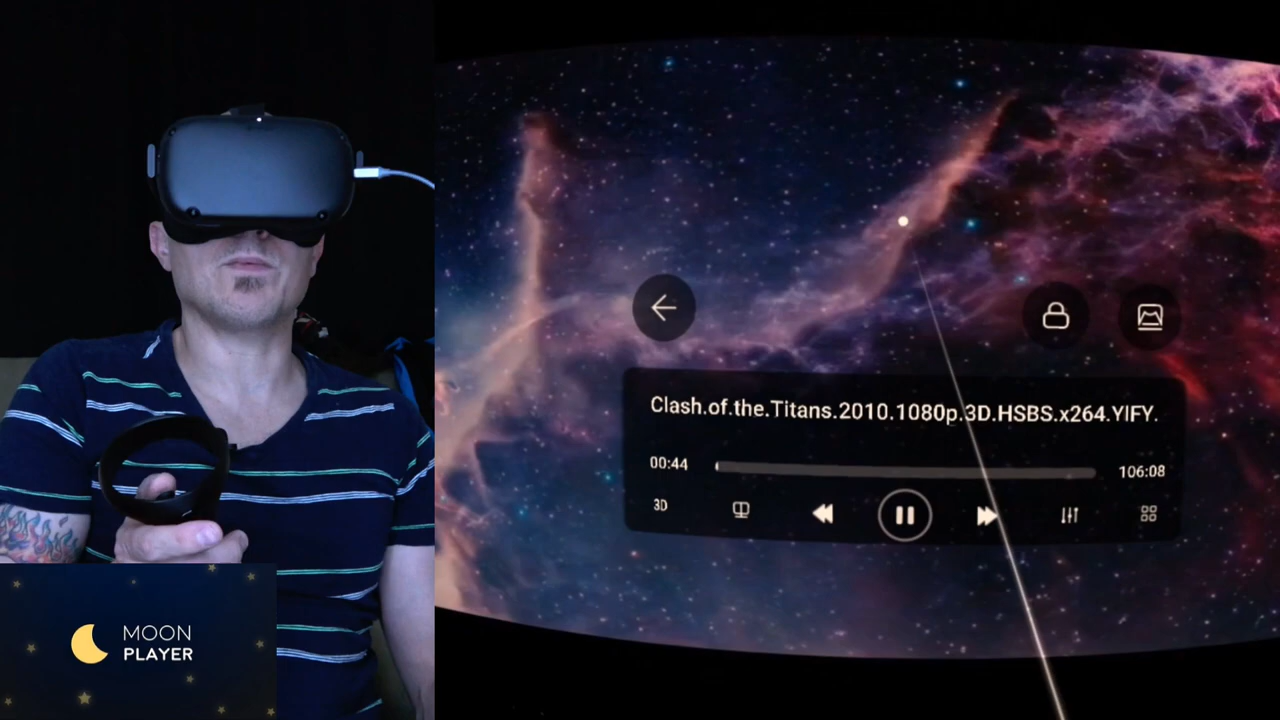 Clash.of.the.Titans.2010.1080p.3D.HSBS.x264.YIFY.
00:44
106:08
3D
MOON
PLAYER